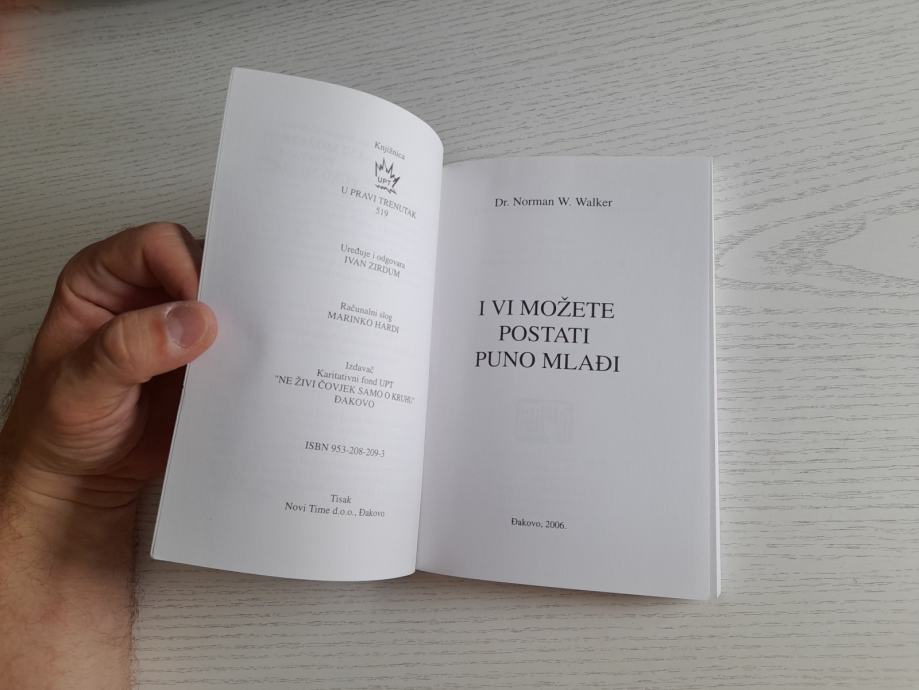 Knjižnica
UPT
U PRAVI TRENUTAK
519
Uređuje i odgovara
IVAN ZIRDUM
Računalni slog
MARINKO HARDI
Izdavač
Karitativni fond UPT
"NE ŽIVI ČOVJEK SAMO O KRUHU"
ĐAKOVO
ISBN 953-208-209-3
Tisak
Novi Time d.o.o., Đakovo
Dr. Norman W. Walker
I VI MOŽETE
POSTATI
PUNO MLAĐI
Đakovo, 2006.